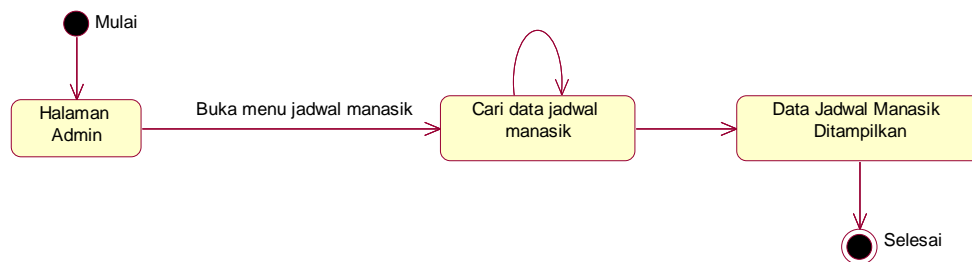 Mulai
Halaman
Admin
Buka menu jadwal manasik
Cari data jadwal
manasik
Data Jadwal Manasik
Ditampilkan
Selesai